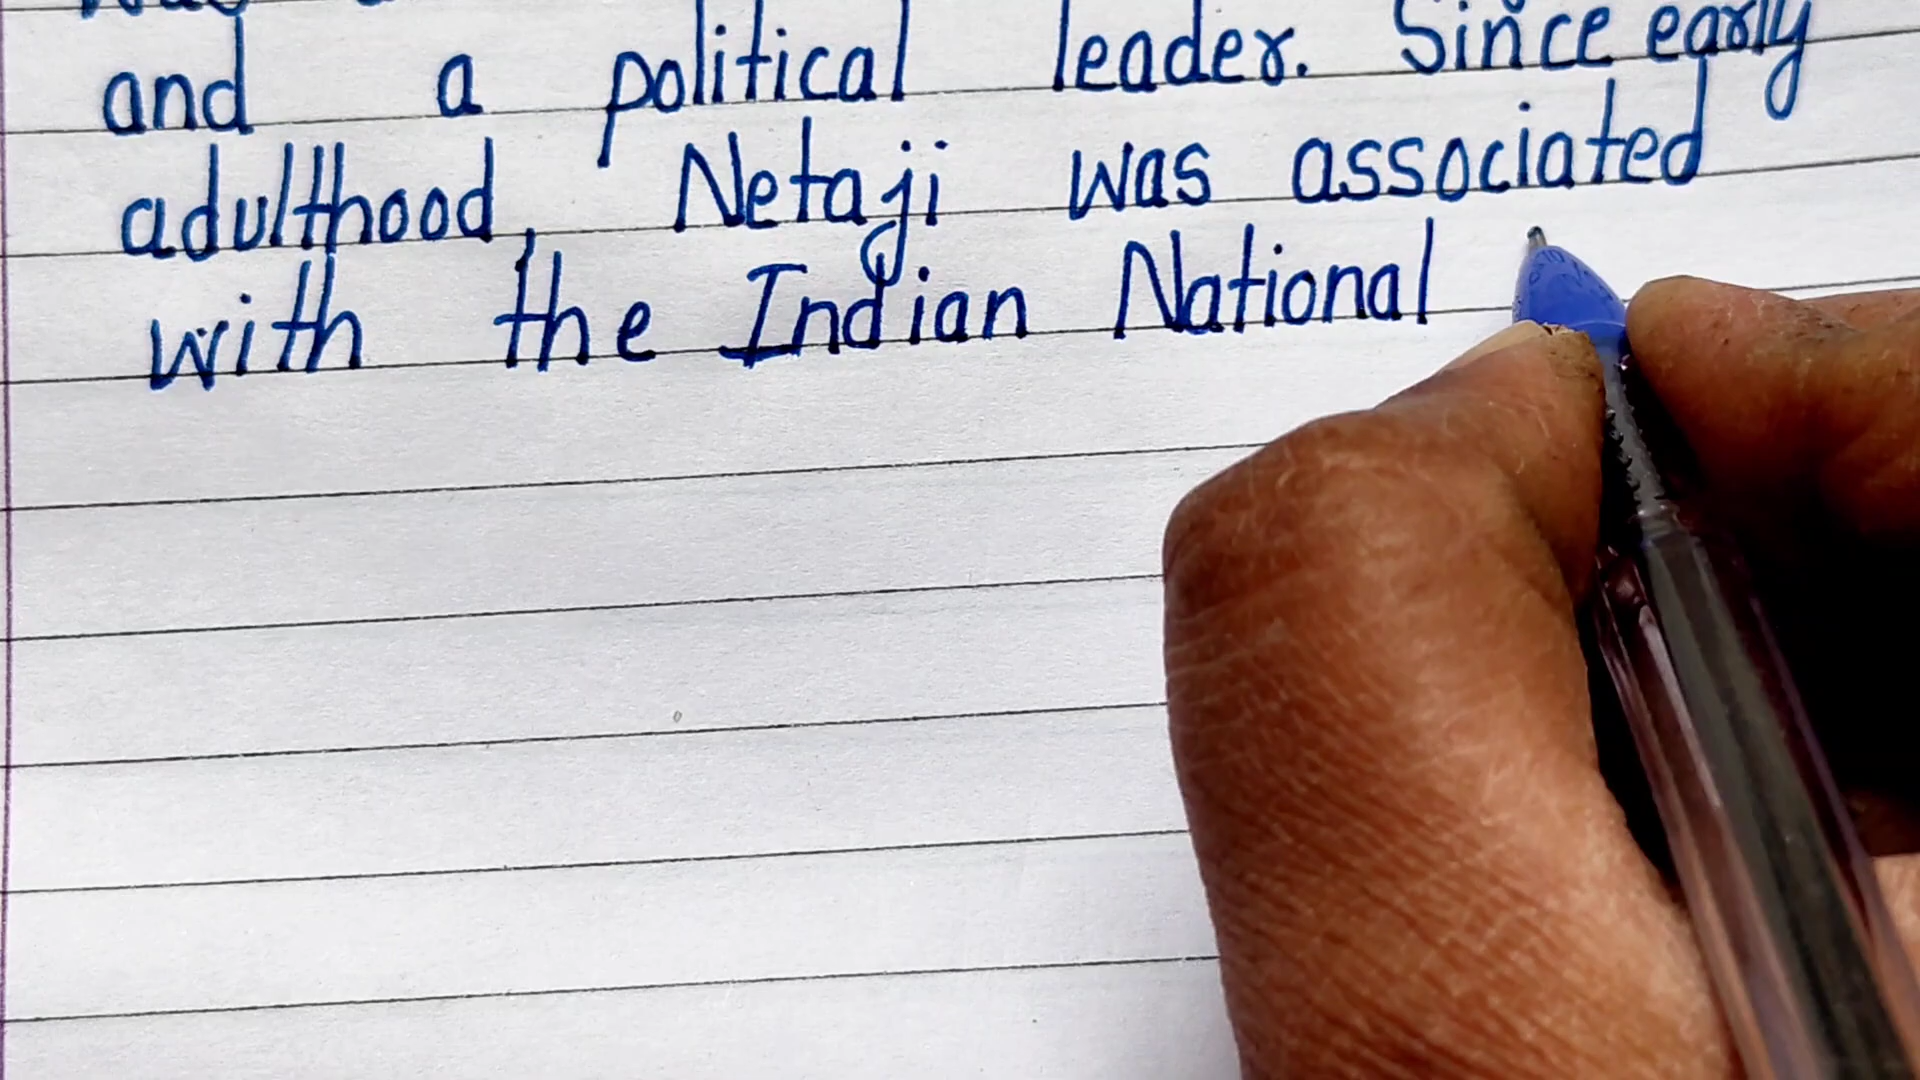 and a political leader. Since early
adulthood, Netaji was associated
with the Indian National